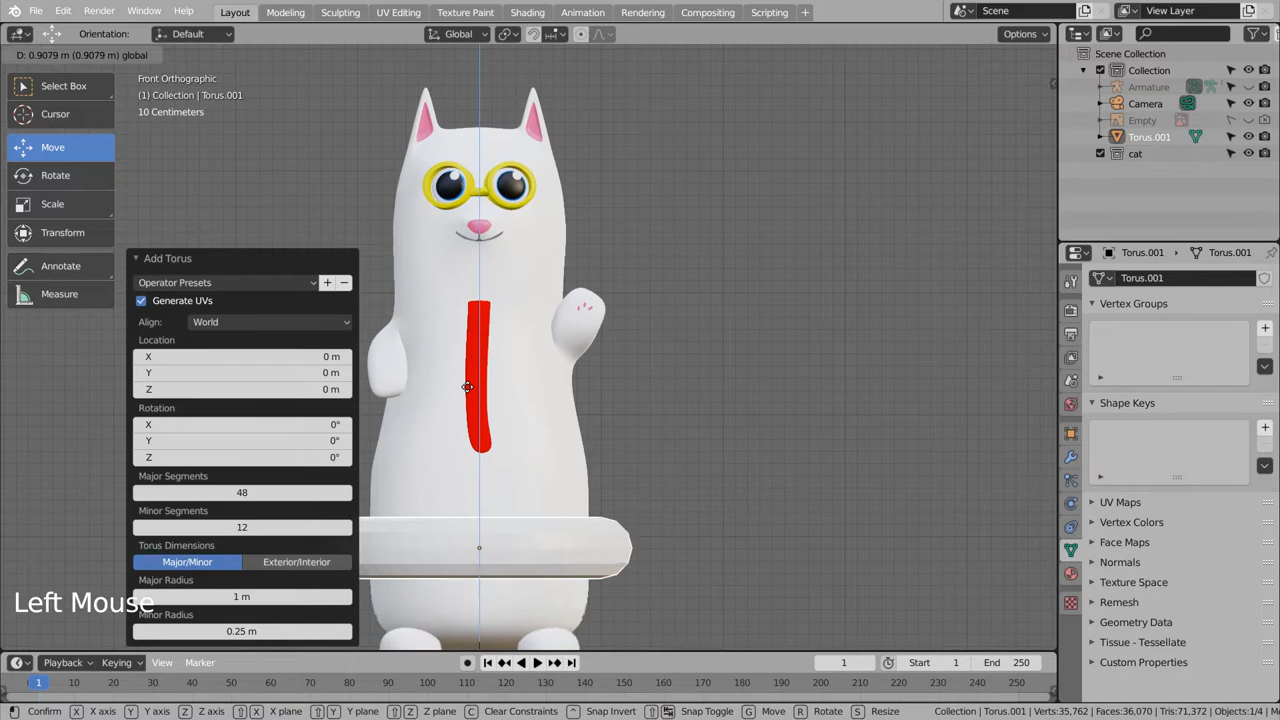 File Edit Render Window Help Layout Modeling Sculpting UV Editing Texture Paint Shading Animation Rendering Compositing Scripting + Scene View Layer
Orientation: Default Global Options
D: 0.9079 m (0.9079 m) global
Select Box
Cursor
Move
Rotate
Scale
Transform
Annotate
Measure
Front Orthographic
(1) Collection | Torus.001
10 Centimeters
Add Torus
Operator Presets
Generate UVs
Align: World
Location
X 0 m
Y 0 m
Z 0 m
Rotation
X 0°
Y 0°
Z 0°
Major Segments
48
Minor Segments
12
Torus Dimensions
Major/Minor Exterior/Interior
Major Radius
1 m
Minor Radius
0.25 m
Left Mouse
Scene Collection
Collection
Armature
Camera
Empty
Torus.001
cat
Torus.001 Torus.001
Torus.001
Vertex Groups
Shape Keys
UV Maps
Vertex Colors
Face Maps
Normals
Texture Space
Remesh
Geometry Data
Texture Space - Tessellate
Custom Properties
Playback Keying View Marker 1 Start 1 End 250
1 10 20 30 40 50 60 70 80 90 100 110 120 130 140 150 160 170 180 190 200 210 220 230 240 250
Confirm X X axis Y Y axis Z Z axis X X plane Y Y plane Z Z plane C Clear Constraints Snap Invert Snap Toggle G Move R Rotate S Resize Collection | Torus.001 | Verts:35,762 | Faces:36,070 | Tris:71,372 | Objects:1/4 | M